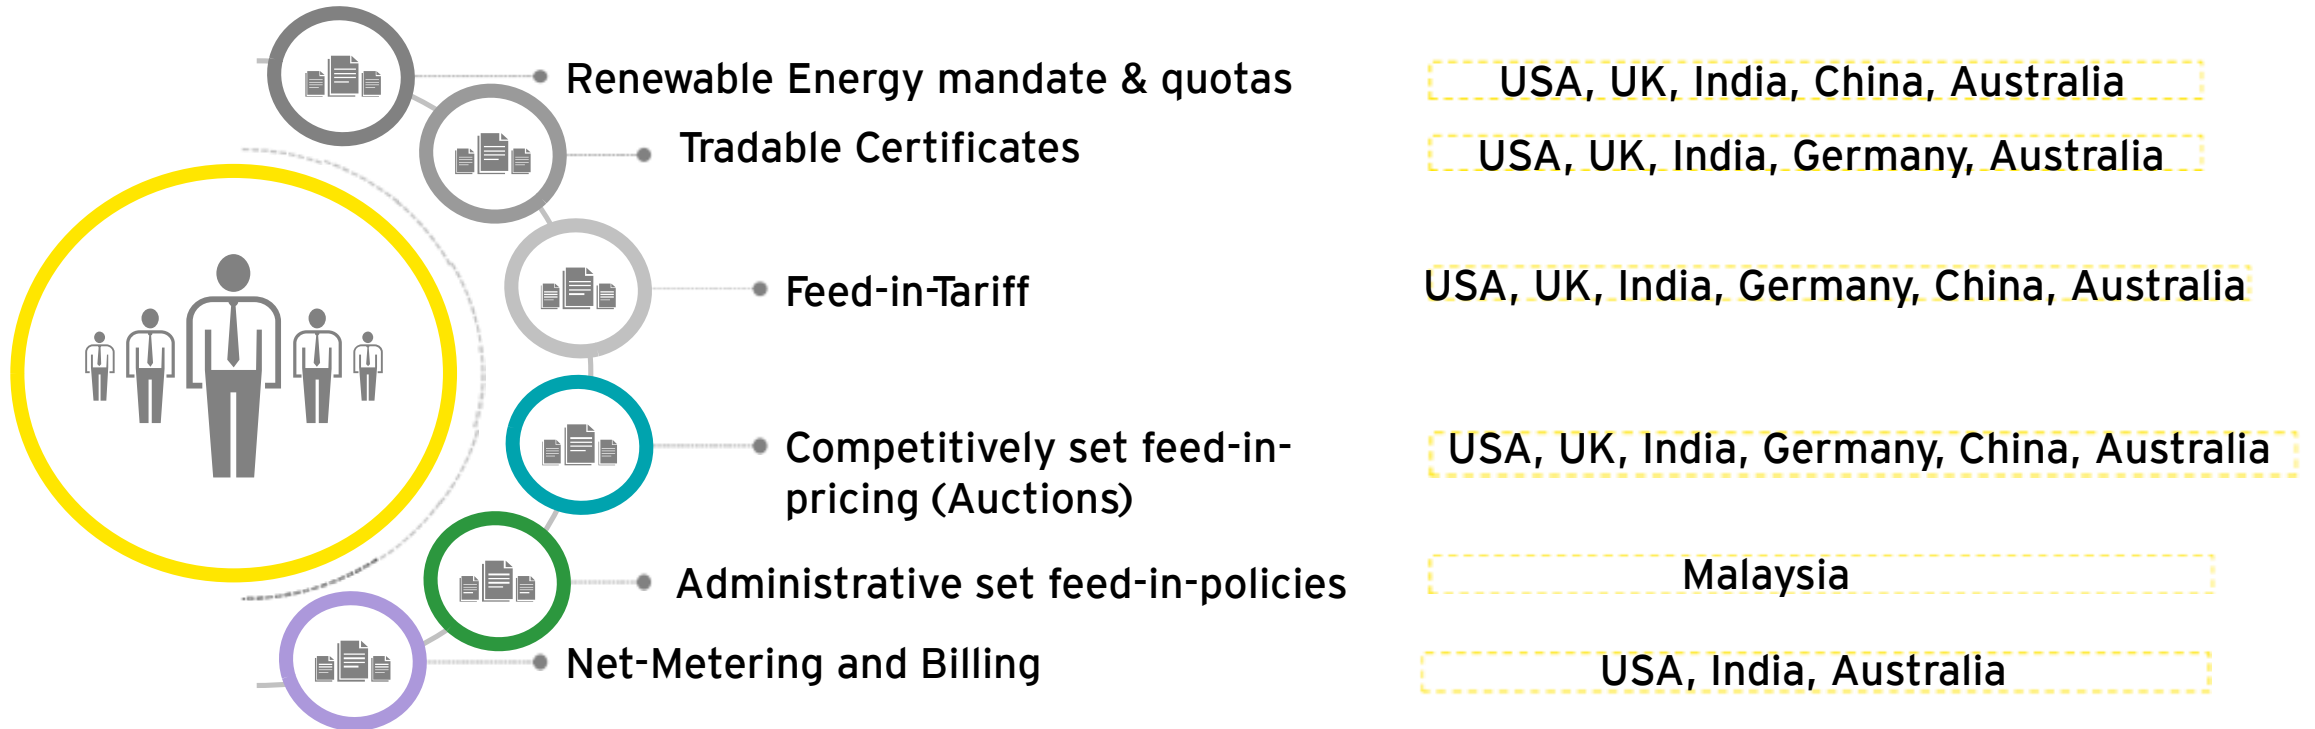 Renewable Energy mandate & quotas
USA, UK, India, China, Australia
Tradable Certificates
USA, UK, India, Germany, Australia
Feed-in-Tariff
USA, UK, India, Germany, China, Australia
Competitively set feed-in-
pricing (Auctions)
USA, UK, India, Germany, China, Australia
Administrative set feed-in-policies
Malaysia
Net-Metering and Billing
USA, India, Australia